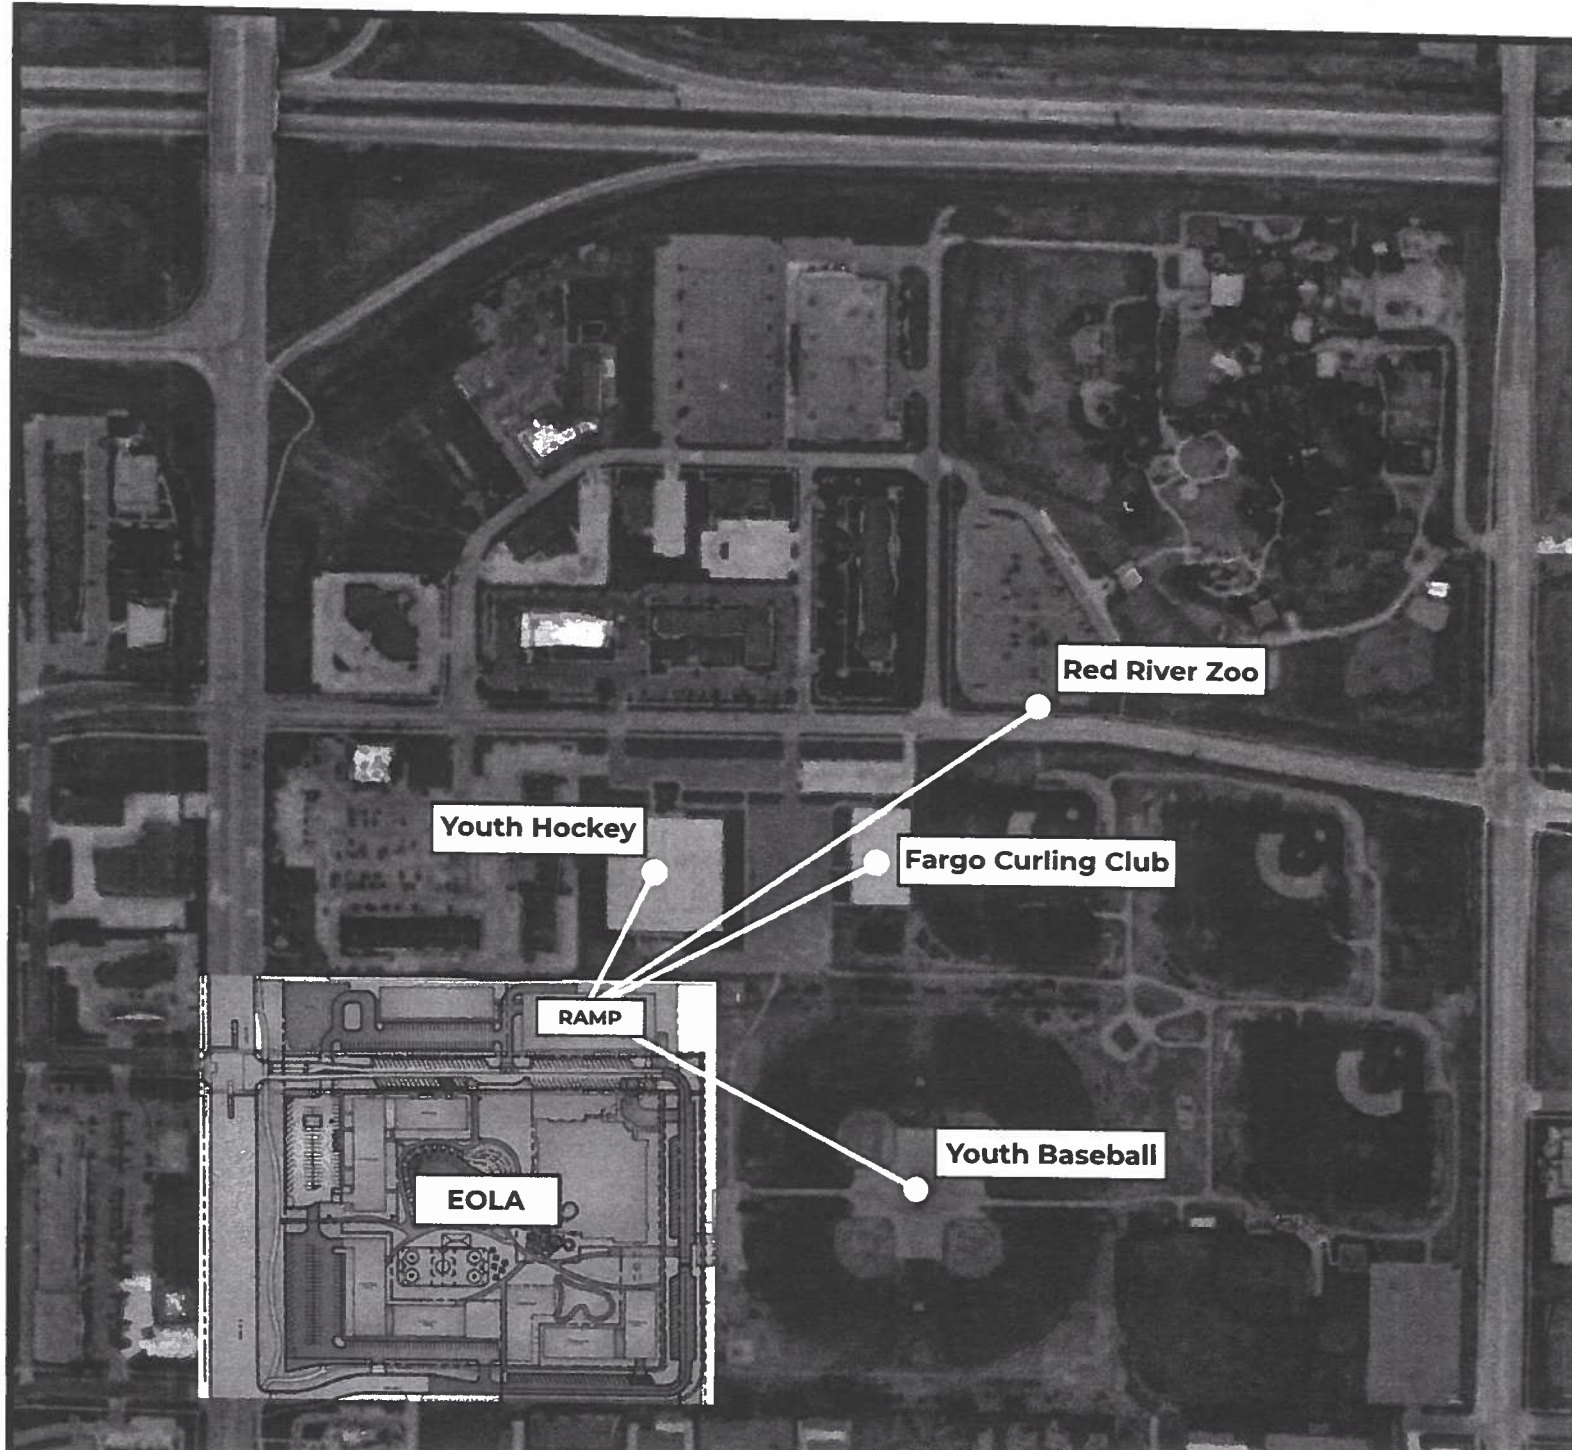 Red River Zoo
Youth Hockey
Fargo Curling Club
RAMP
Youth Baseball
EOLA